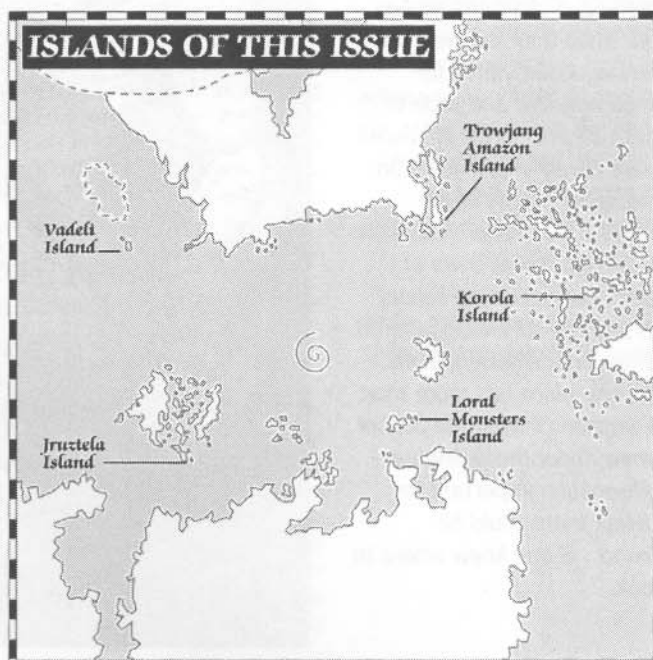 ISLANDS OF THIS ISSUE
Trowjang
Amazon
Island
Vadeli
Island
Korola
Island
Loral
Monsters
Island
Jruztela
Island